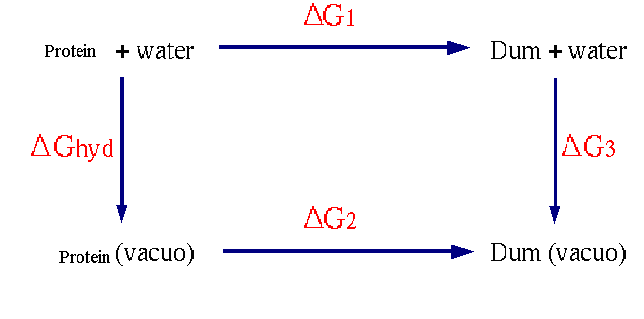 ΔG1
Protein + water
Dum + water
ΔGhyd
ΔG3
ΔG2
Protein (vacuo)
Dum (vacuo)